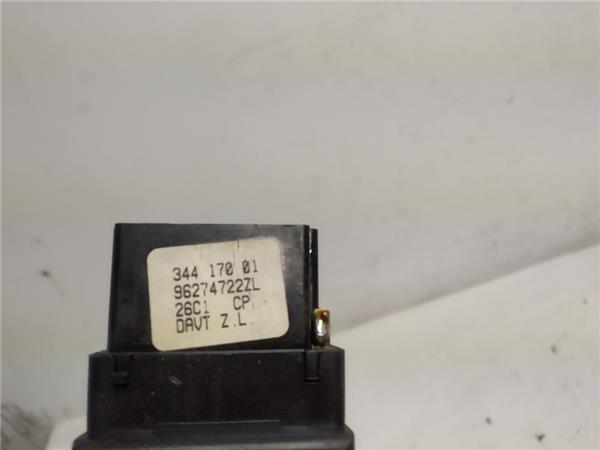 344 170 01
96274722ZL
26C1 CP.
DAVT Z.L.